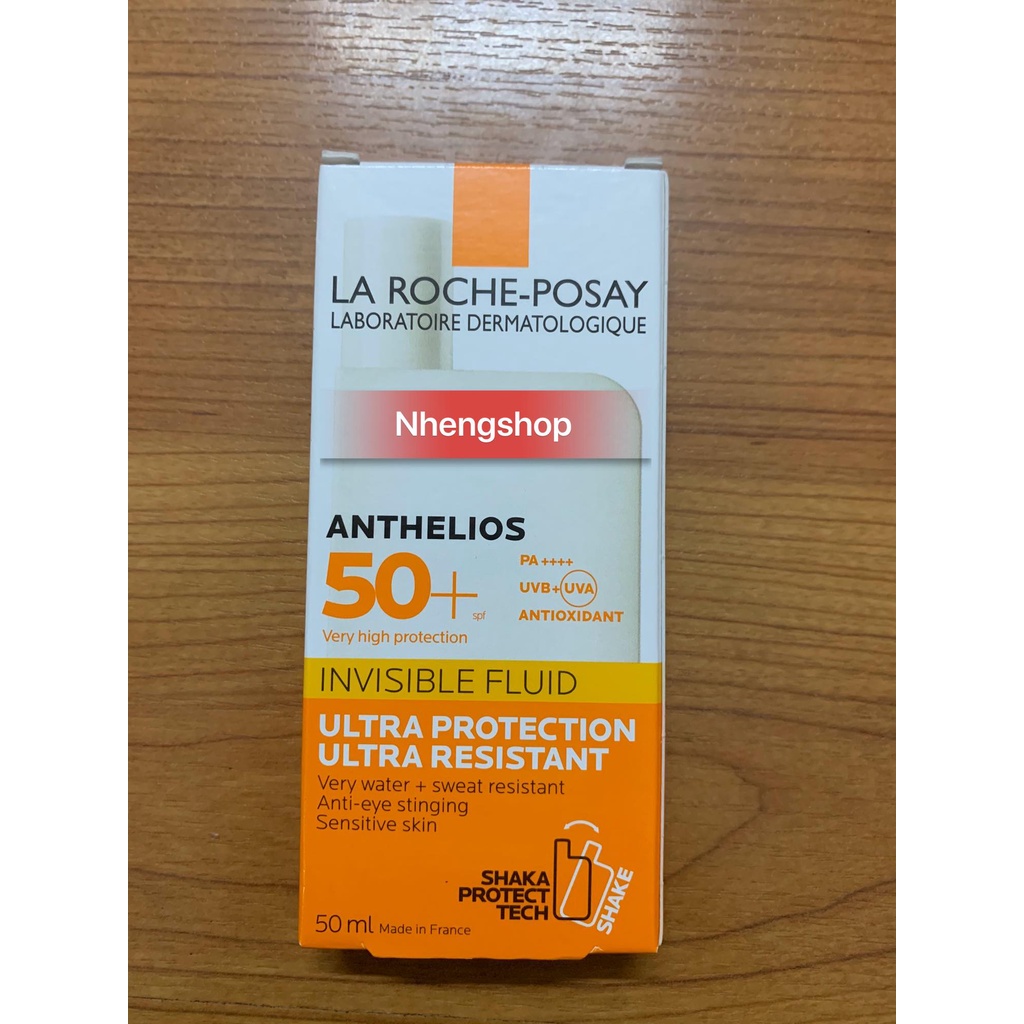 LA ROCHE-POSAY
LABORATOIRE DERMATOLOGIQUE
Nhengshop
ANTHELIOS
50+ spf
PA ++++
UVB+UVA
ANTIOXIDANT
Very high protection
INVISIBLE FLUID
ULTRA PROTECTION
ULTRA RESISTANT
Very water + sweat resistant
Anti-eye stinging
Sensitive skin
SHAKA
PROTECT
TECH
SHAKE
50 ml Made in France